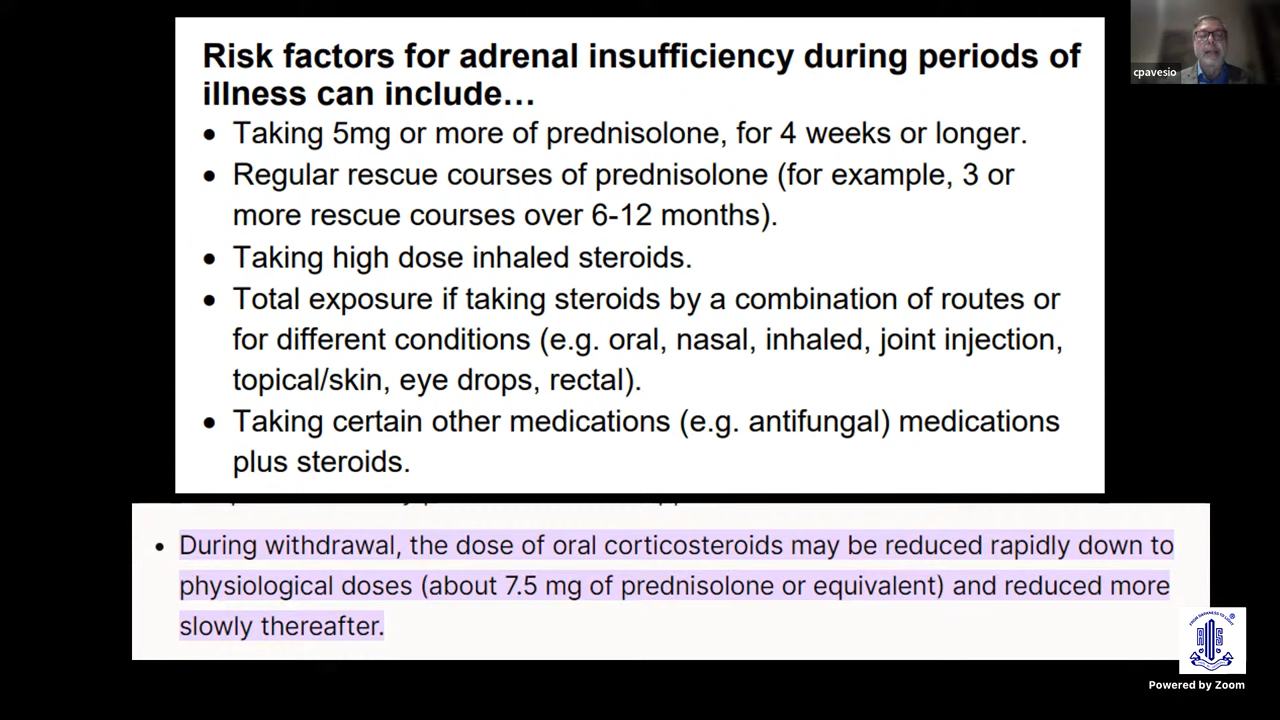 Risk factors for adrenal insufficiency during periods of
illness can include…
• Taking 5mg or more of prednisolone, for 4 weeks or longer.
• Regular rescue courses of prednisolone (for example, 3 or
more rescue courses over 6-12 months).
• Taking high dose inhaled steroids.
• Total exposure if taking steroids by a combination of routes or
for different conditions (e.g. oral, nasal, inhaled, joint injection,
topical/skin, eye drops, rectal).
• Taking certain other medications (e.g. antifungal) medications
plus steroids.
• During withdrawal, the dose of oral corticosteroids may be reduced rapidly down to
physiological doses (about 7.5 mg of prednisolone or equivalent) and reduced more
slowly thereafter.
cpavesio
Powered by Zoom